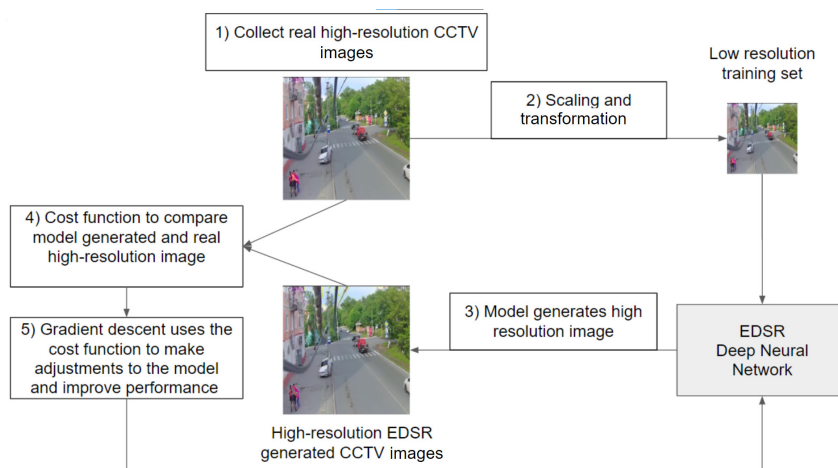 1) Collect real high-resolution CCTV
images
Low resolution
training set
2) Scaling and
transformation
4) Cost function to compare
model generated and real
high-resolution image
3) Model generates high
resolution image
5) Gradient descent uses the
cost function to make
adjustments to the model
and improve performance
EDSR
Deep Neural
Network
High-resolution EDSR
generated CCTV images